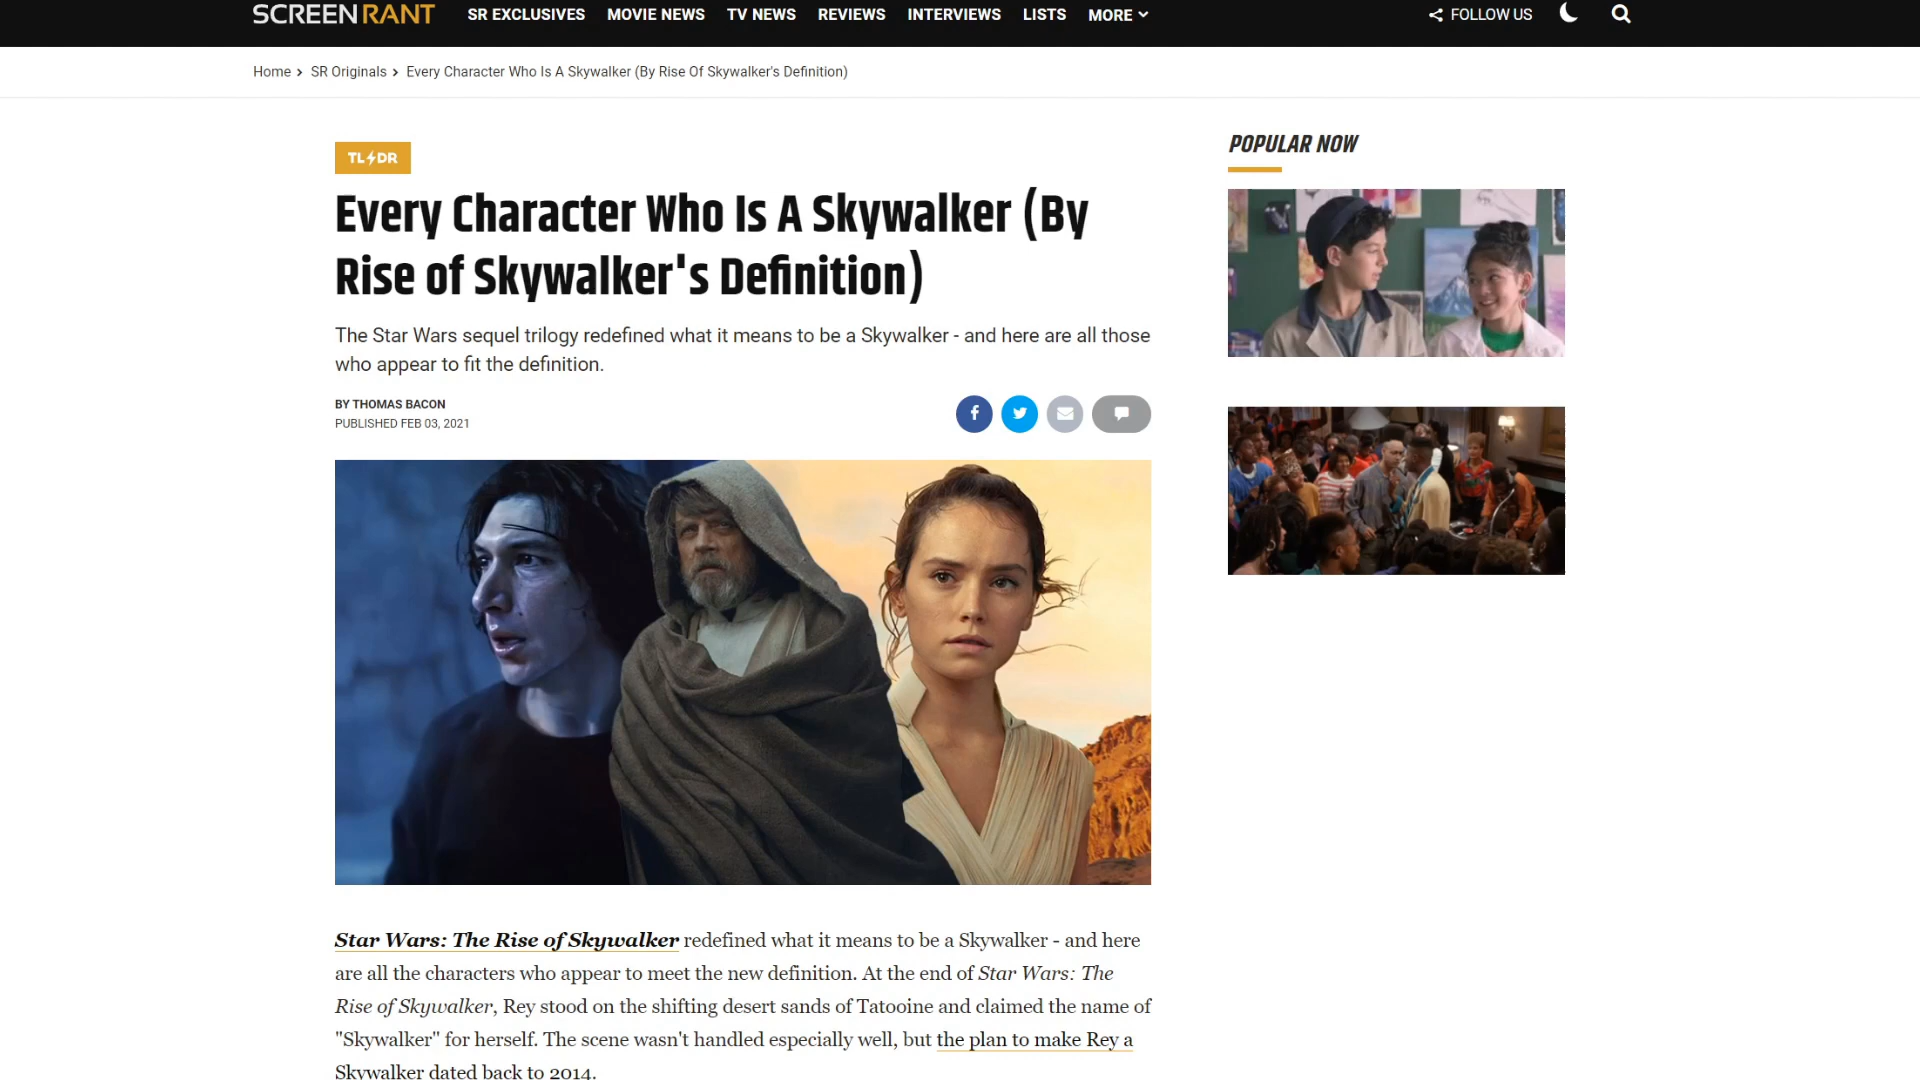 SCREENRANT SR EXCLUSIVES MOVIE NEWS TV NEWS REVIEWS INTERVIEWS LISTS MORE FOLLOW US
Home > SR Originals > Every Character Who Is A Skywalker (By Rise Of Skywalker's Definition)
TL DR
Every Character Who Is A Skywalker (By
Rise of Skywalker's Definition)
The Star Wars sequel trilogy redefined what it means to be a Skywalker - and here are all those
who appear to fit the definition.
BY THOMAS BACON
PUBLISHED FEB 03, 2021
POPULAR NOW
Star Wars: The Rise of Skywalker redefined what it means to be a Skywalker - and here
are all the characters who appear to meet the new definition. At the end of Star Wars: The
Rise of Skywalker, Rey stood on the shifting desert sands of Tatooine and claimed the name of
"Skywalker" for herself. The scene wasn't handled especially well, but the plan to make Rey a
Skywalker dated back to 2014.